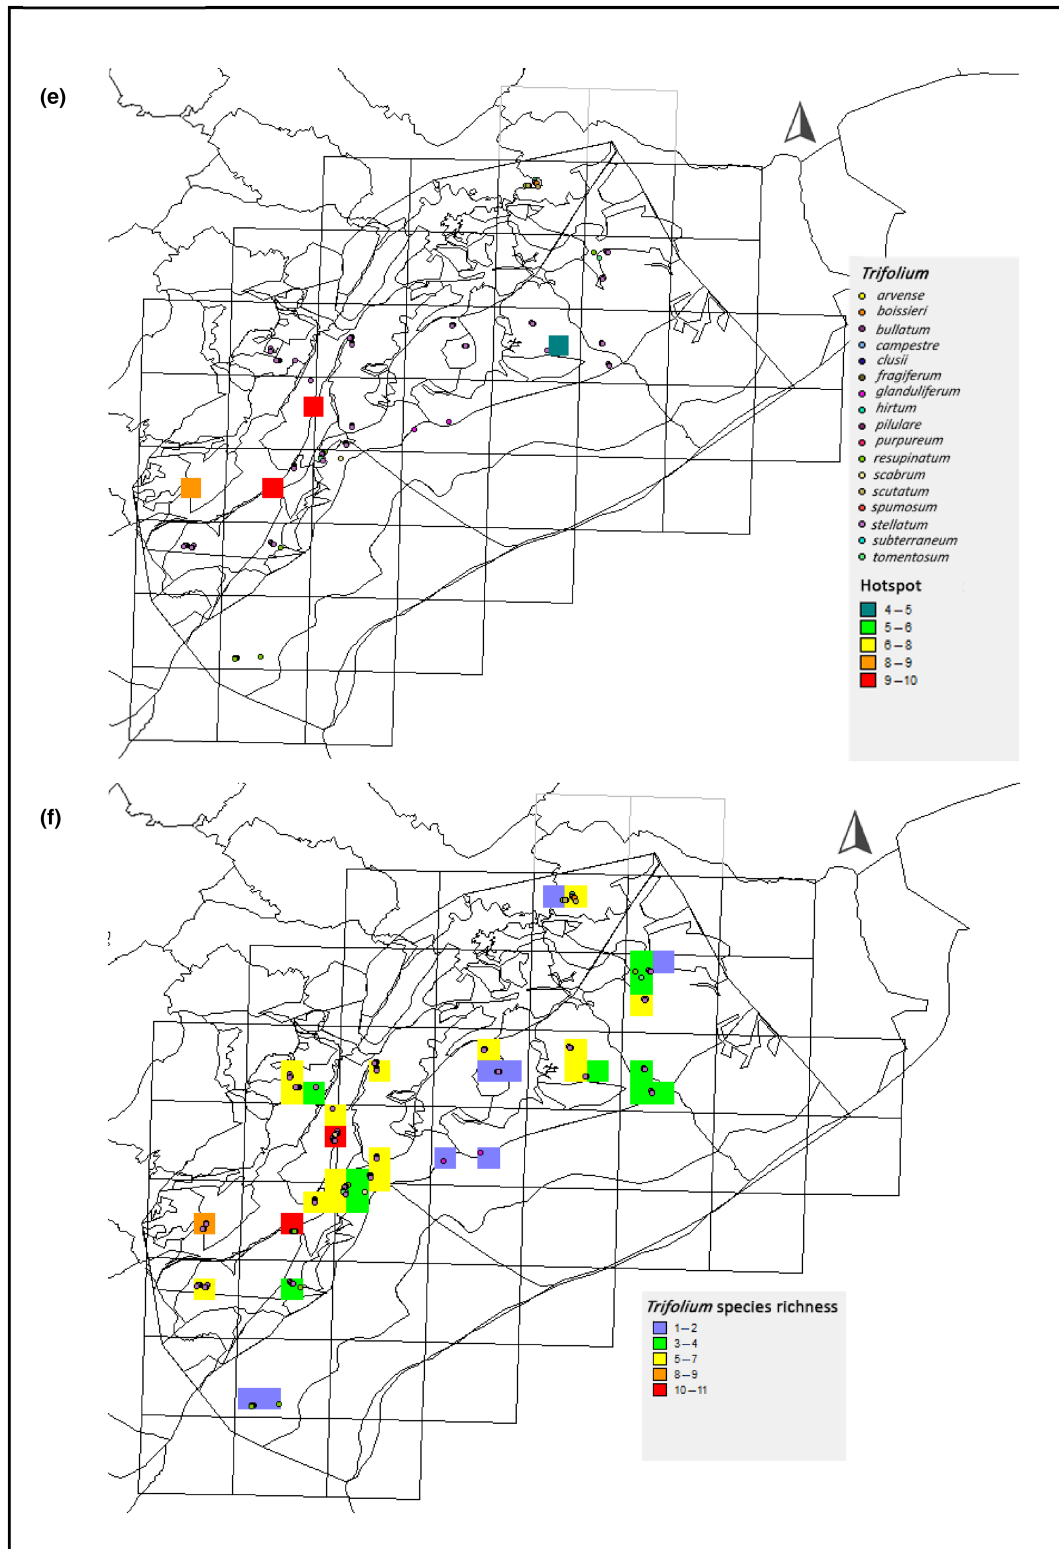 (e)
Trifolium
arvense
boissieri
bullatum
campestre
clusii
fragiferum
glanduliferum
hirtum
pilulare
purpureum
resupinatum
scabrum
scutatum
spumosum
stellatum
subterraneum
tomentosum
Hotspot
4—5
5—6
6—8
8—9
9—10
(f)
Trifolium species richness
1—2
3—4
5—7
8—9
10—11